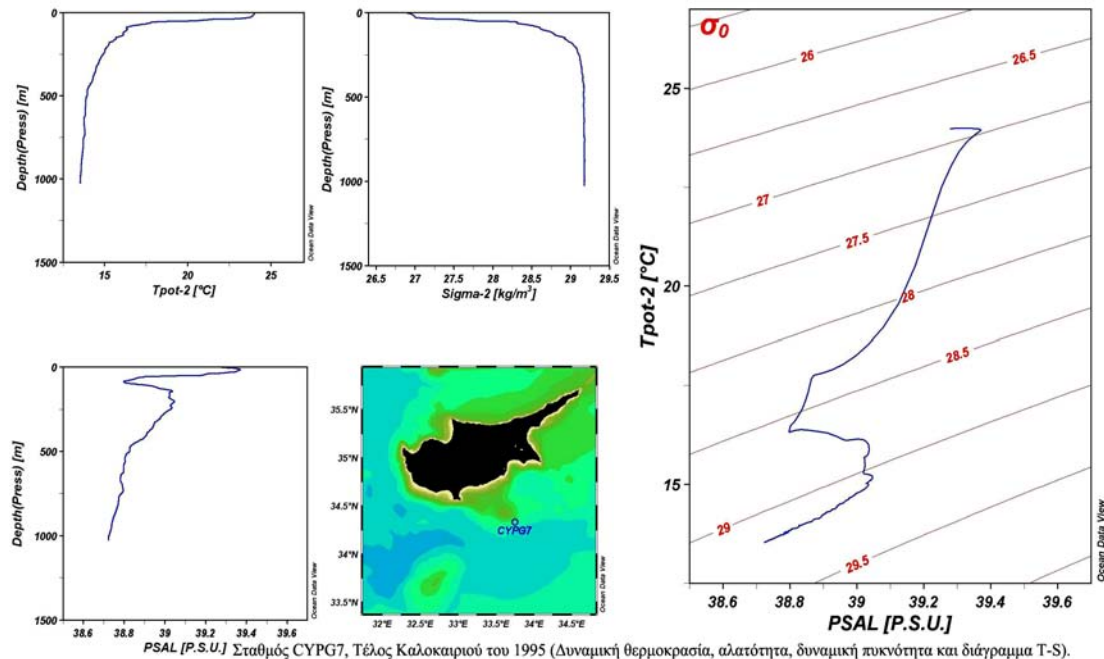 0
500
1000
1500
Depth(Press) [m]
15
20
25
Tpot-2 [°C]
Ocean Data View
0
500
1000
1500
Depth(Press) [m]
26.5
27
27.5
28
28.5
29
29.5
Sigma-2 [kg/m³]
Ocean Data View
0
500
1000
1500
Depth(Press) [m]
38.6
38.8
39
39.2
39.4
39.6
PSAL [P.S.U.]
Ocean Data View
35.5°N
35°N
34.5°N
34°N
33.5°N
32°E
32.5°E
33°E
33.5°E
34°E
34.5°E
CYPG7
Ocean Data View
σ0
26
26.5
27
27.5
28
28.5
29
29.5
25
20
15
Tpot-2 [°C]
38.6
38.8
39
39.2
39.4
39.6
PSAL [P.S.U.]
Ocean Data View
Σταθμός CYPG7, Τέλος Καλοκαιριού του 1995 (Δυναμική θερμοκρασία, αλατότητα, δυναμική πυκνότητα και διάγραμμα T-S).